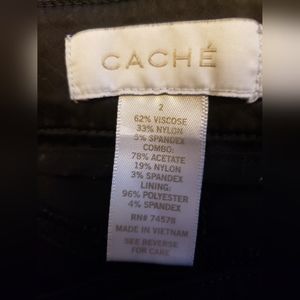 CACHÉ
2
62% VISCOSE
33% NYLON
5% SPANDEX
COMBO:
78% ACETATE
19% NYLON
3% SPANDEX
LINING:
96% POLYESTER
4% SPANDEX
RN# 74578
MADE IN VIETNAM
SEE REVERSE
FOR CARE